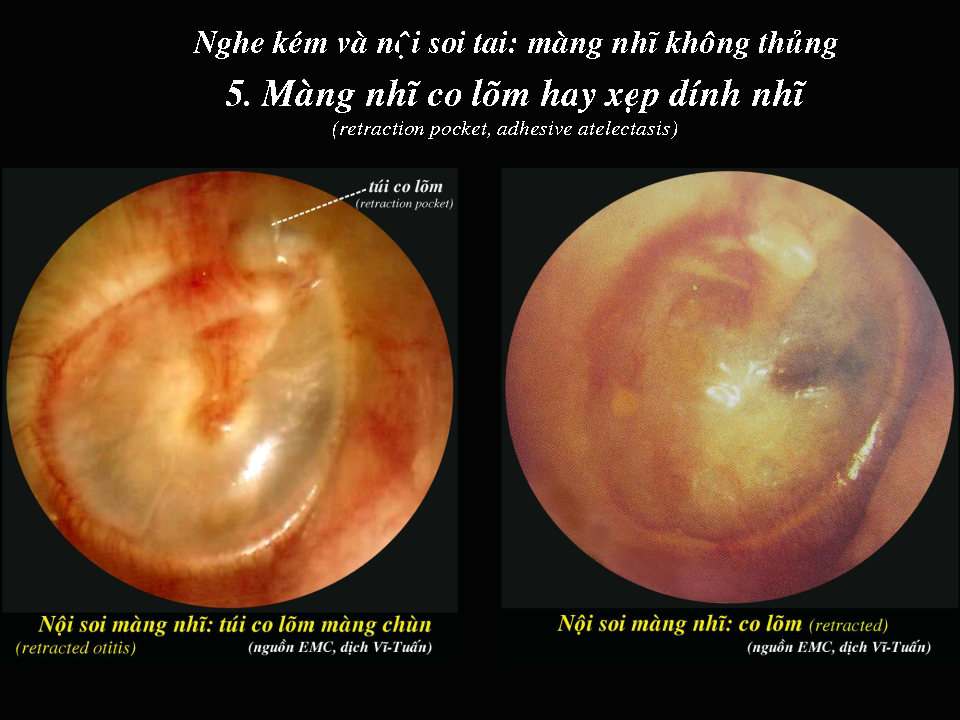 Nghe kém và nội soi tai: màng nhĩ không thủng
5. Màng nhĩ co lõm hay xẹp dính nhĩ
(retraction pocket, adhesive atelectasis)
túi co lõm
(retraction pocket)
Nội soi màng nhĩ: túi co lõm màng chùn
(retracted otitis)
(nguồn EMC, dịch Vĩ-Tuấn)
Nội soi màng nhĩ: co lõm (retracted)
(nguồn EMC, dịch Vĩ-Tuấn)